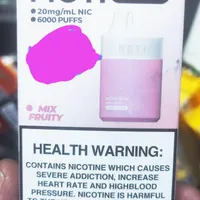 • 20mg/mL NIC
• 6000 PUFFS
MIX
FRUITY
HEALTH WARNING:
CONTAINS NICOTINE WHICH CAUSES
SEVERE ADDICTION, INCREASE
HEART RATE AND HIGHBLOOD
PRESSURE. NICOTINE IS HARMFUL